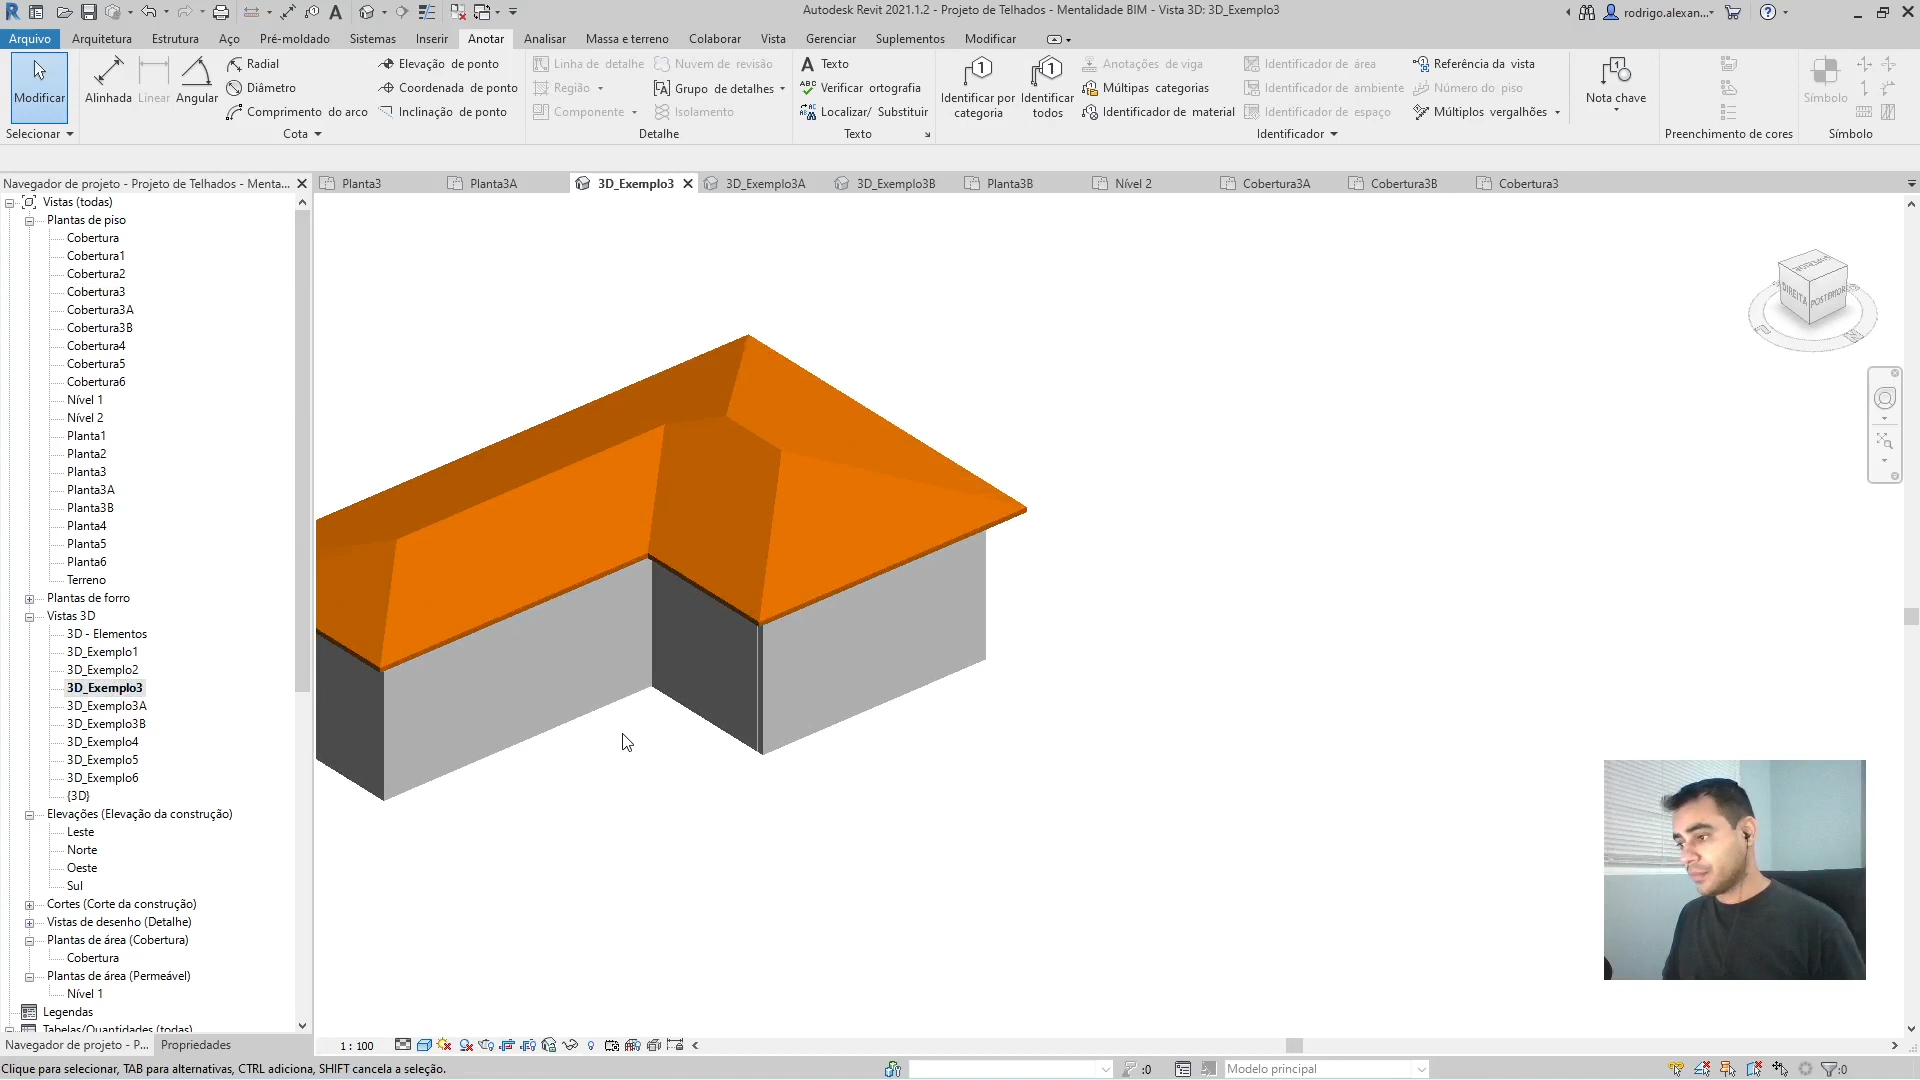 Autodesk Revit 2021.1.2 - Projeto de Telhados - Mentalidade BIM - Vista 3D: 3D_Exemplo3
rodrigo.alexan...
Arquivo Arquitetura Estrutura Aço Pré-moldado Sistemas Inserir Anotar Analisar Massa e terreno Colaborar Vista Gerenciar Suplementos Modificar
Modificar
Selecionar
Alinhada Linear Angular
Radial
Diâmetro
Comprimento do arco
Elevação de ponto
Coordenada de ponto
Inclinação de ponto
Cota
Linha de detalhe
Região
Componente
Nuvem de revisão
Grupo de detalhes
Isolamento
Detalhe
A Texto
Verificar ortografia
Localizar/ Substituir
Texto
Identificar por categoria
Identificar todos
Anotações de viga
Múltiplas categorias
Identificador de material
Identificador de área
Identificador de ambiente
Identificador de espaço
Referência da vista
Número do piso
Múltiplos vergalhões
Identificador
Nota chave
Preenchimento de cores
Símbolo
Símbolo
Navegador de projeto - Projeto de Telhados - Menta...
Planta3 Planta3A 3D_Exemplo3 3D_Exemplo3A 3D_Exemplo3B Planta3B Nível 2 Cobertura3A Cobertura3B Cobertura3
Vistas (todas)
Plantas de piso
Cobertura
Cobertura1
Cobertura2
Cobertura3
Cobertura3A
Cobertura3B
Cobertura4
Cobertura5
Cobertura6
Nível 1
Nível 2
Planta1
Planta2
Planta3
Planta3A
Planta3B
Planta4
Planta5
Planta6
Terreno
Plantas de forro
Vistas 3D
3D - Elementos
3D_Exemplo1
3D_Exemplo2
3D_Exemplo3
3D_Exemplo3A
3D_Exemplo3B
3D_Exemplo4
3D_Exemplo5
3D_Exemplo6
{3D}
Elevações (Elevação da construção)
Leste
Norte
Oeste
Sul
Cortes (Corte da construção)
Vistas de desenho (Detalhe)
Plantas de área (Cobertura)
Cobertura
Plantas de área (Permeável)
Nível 1
Legendas
Tabelas/Quantidades (todas)
SUPERIOR
DIREITA POSTERIOR
Navegador de projeto - P... Propriedades
1 : 100
Clique para selecionar, TAB para alternativas, CTRL adiciona, SHIFT cancela a seleção.
:0
Modelo principal
:0